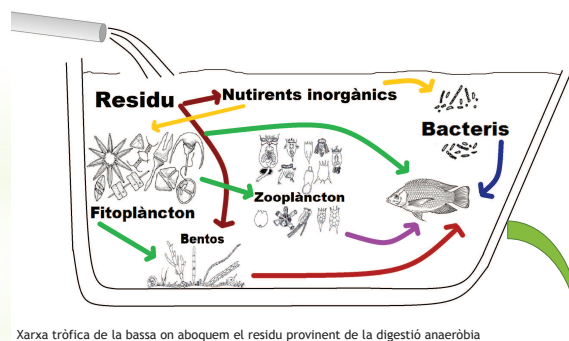 Residu
Nutirents inorgànics
Bacteris
Fitoplàncton
Zooplàncton
Bentos
Xarxa tròfica de la bassa on aboquem el residu provinent de la digestió anaeròbia